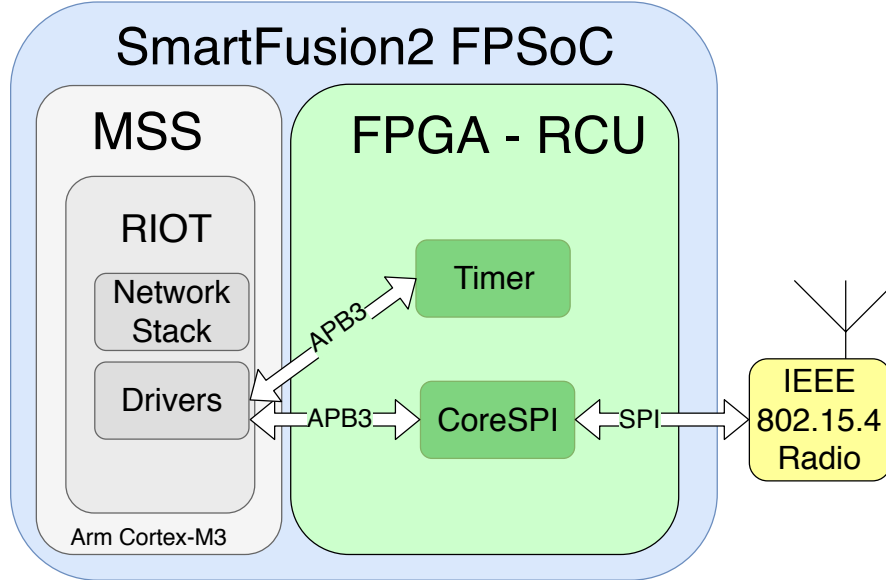 SmartFusion2 FPSoC
MSS
FPGA - RCU
RIOT
Network
Stack
Drivers
Arm Cortex-M3
APB3
Timer
APB3
CoreSPI
SPI
IEEE
802.15.4
Radio